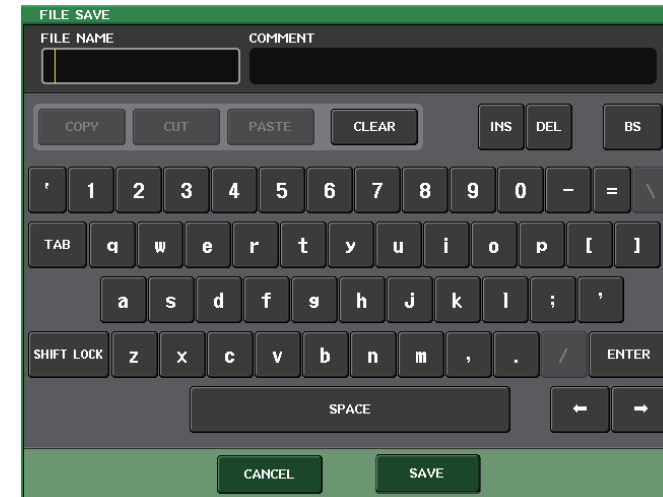 FILE SAVE
FILE NAME COMMENT
COPY CUT PASTE CLEAR INS DEL BS
' 1 2 3 4 5 6 7 8 9 0 - = \
TAB q w e r t y u i o p [ ]
a s d f g h j k l ; '
SHIFT LOCK z x c v b n m , . / ENTER
SPACE ← →
CANCEL SAVE